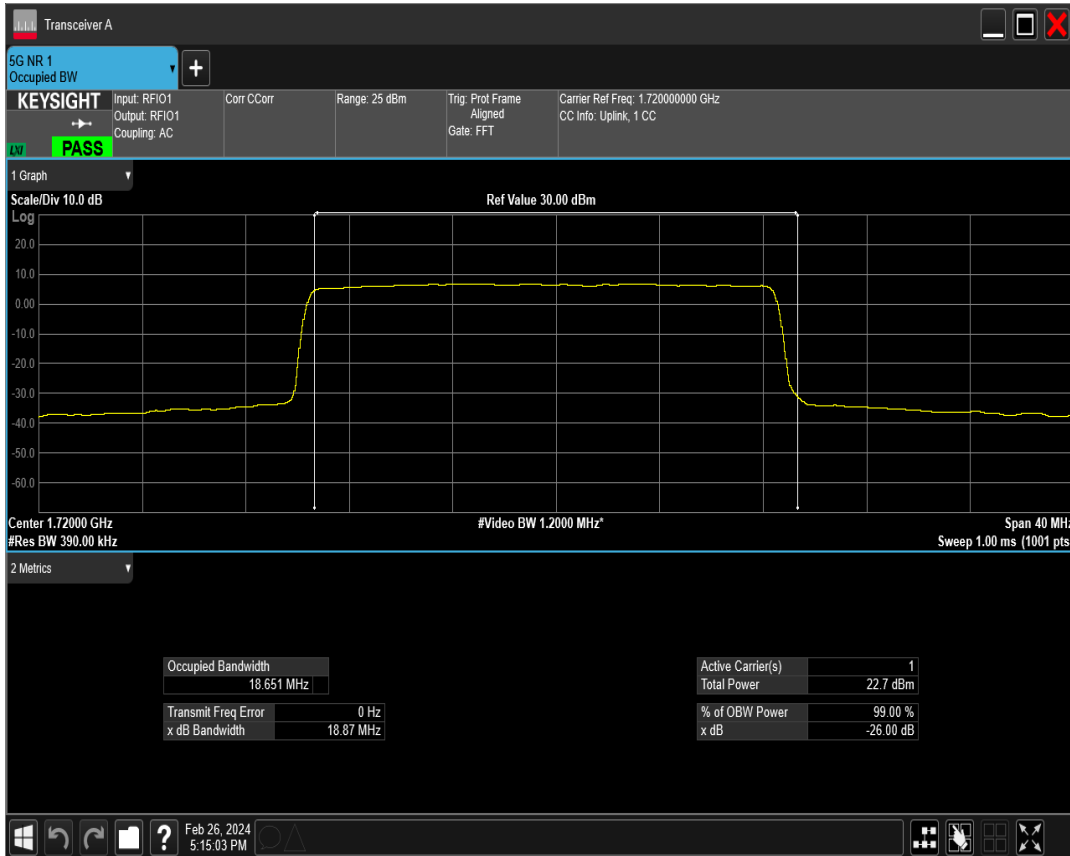 Transceiver A
5G NR 1
Occupied BW
+
KEYSIGHT
LXI
PASS
Input: RFIO1
Output: RFIO1
Coupling: AC
Corr CCorr
Range: 25 dBm
Trig: Prot Frame
Aligned
Gate: FFT
Carrier Ref Freq: 1.720000000 GHz
CC Info: Uplink, 1 CC
1 Graph
Scale/Div 10.0 dB
Ref Value 30.00 dBm
Log
20.0
10.0
0.00
-10.0
-20.0
-30.0
-40.0
-50.0
-60.0
Center 1.72000 GHz
#Video BW 1.2000 MHz*
Span 40 MHz
#Res BW 390.00 kHz
Sweep 1.00 ms (1001 pts
2 Metrics
Occupied Bandwidth
18.651 MHz
Transmit Freq Error 0 Hz
x dB Bandwidth 18.87 MHz
Active Carrier(s) 1
Total Power 22.7 dBm
% of OBW Power 99.00 %
x dB -26.00 dB
?
Feb 26, 2024
5:15:03 PM